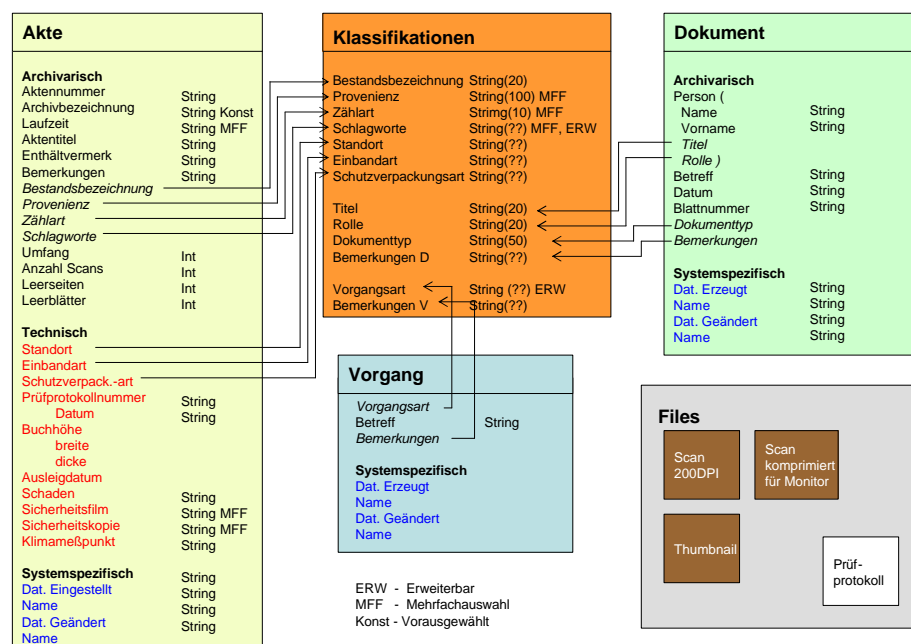 Akte
Archivarisch
Aktennummer String
Archivbezeichnung String Konst
Laufzeit String MFF
Aktentitel String
Enthältvermerk String
Bemerkungen String
Bestandsbezeichnung
Provenienz
Zählart
Schlagworte
Umfang Int
Anzahl Scans Int
Leerseiten Int
Leerblätter Int
Technisch
Standort
Einbandart
Schutzverpack.-art
Prüfprotokollnummer String
Datum String
Buchhöhe
breite
dicke
Ausleigdatum
Schaden String
Sicherheitsfilm String MFF
Sicherheitskopie String MFF
Klimameßpunkt String
Systemspezifisch String
Dat. Eingestellt String
Name String
Dat. Geändert String
Name
Klassifikationen
Bestandsbezeichnung String(20)
Provenienz String(100) MFF
Zählart Strimg(10) MFF
Schlagworte String(??) MFF, ERW
Standort String(??)
Einbandart String(??)
Schutzverpackungsart String(??)
Titel String(20)
Rolle String(20)
Dokumenttyp String(50)
Bemerkungen D String(??)
Vorgangsart String (??) ERW
Bemerkungen V String(??)
Vorgang
Vorgangsart
Betreff String
Bemerkungen
Systemspezifisch
Dat. Erzeugt
Name
Dat. Geändert
Name
ERW - Erweiterbar
MFF - Mehrfachauswahl
Konst - Vorausgewählt
Dokument
Archivarisch
Person (
Name String
Vorname String
Titel
Rolle )
Betreff String
Datum String
Blattnummer String
Dokumenttyp
Bemerkungen
Systemspezifisch
Dat. Erzeugt String
Name String
Dat. Geändert String
Name String
Files
Scan
200DPI
Scan
komprimiert
für Monitor
Thumbnail
Prüf-
protokoll